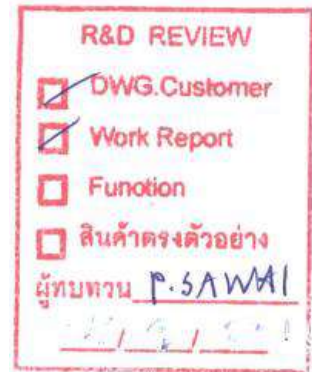 R&D REVIEW
DWG.Customer
Work Report
Function
สินค้าตรงตัวอย่าง
ผู้ทบทวน P.SAWAI